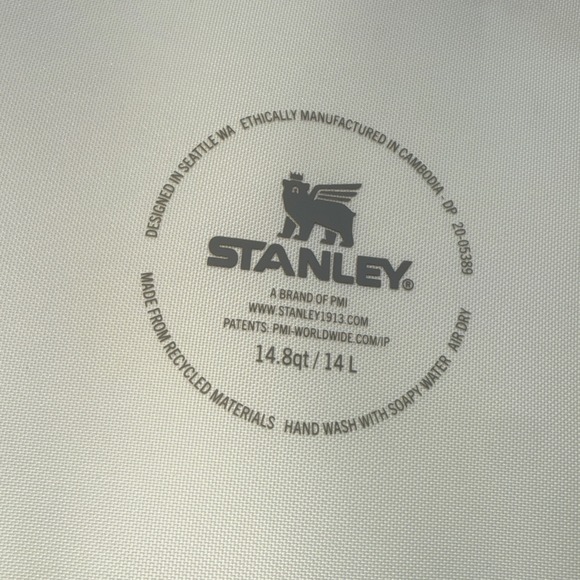 DESIGNED IN SEATTLE WA ETHICALLY MANUFACTURED IN CAMBODIA - DP 20-05389
STANLEY®
A BRAND OF PMI
WWW.STANLEY1913.COM
PATENTS: PMI-WORLDWIDE.COM/IP
14.8qt / 14 L
MADE FROM RECYCLED MATERIALS HAND WASH WITH SOAPY WATER AIR DRY